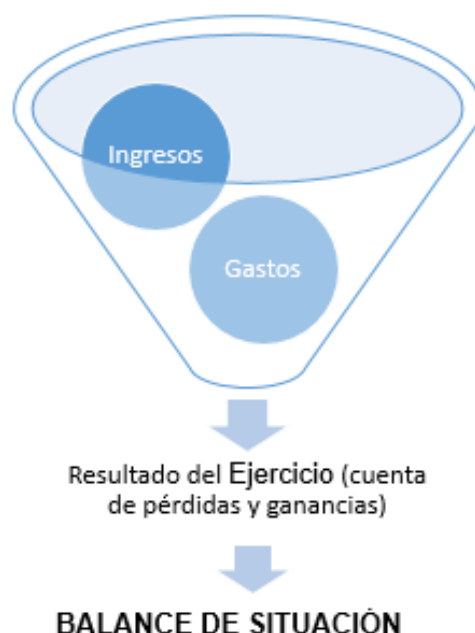 Ingresos
Gastos
Resultado del Ejercicio (cuenta
de pérdidas y ganancias)
BALANCE DE SITUACIÓN